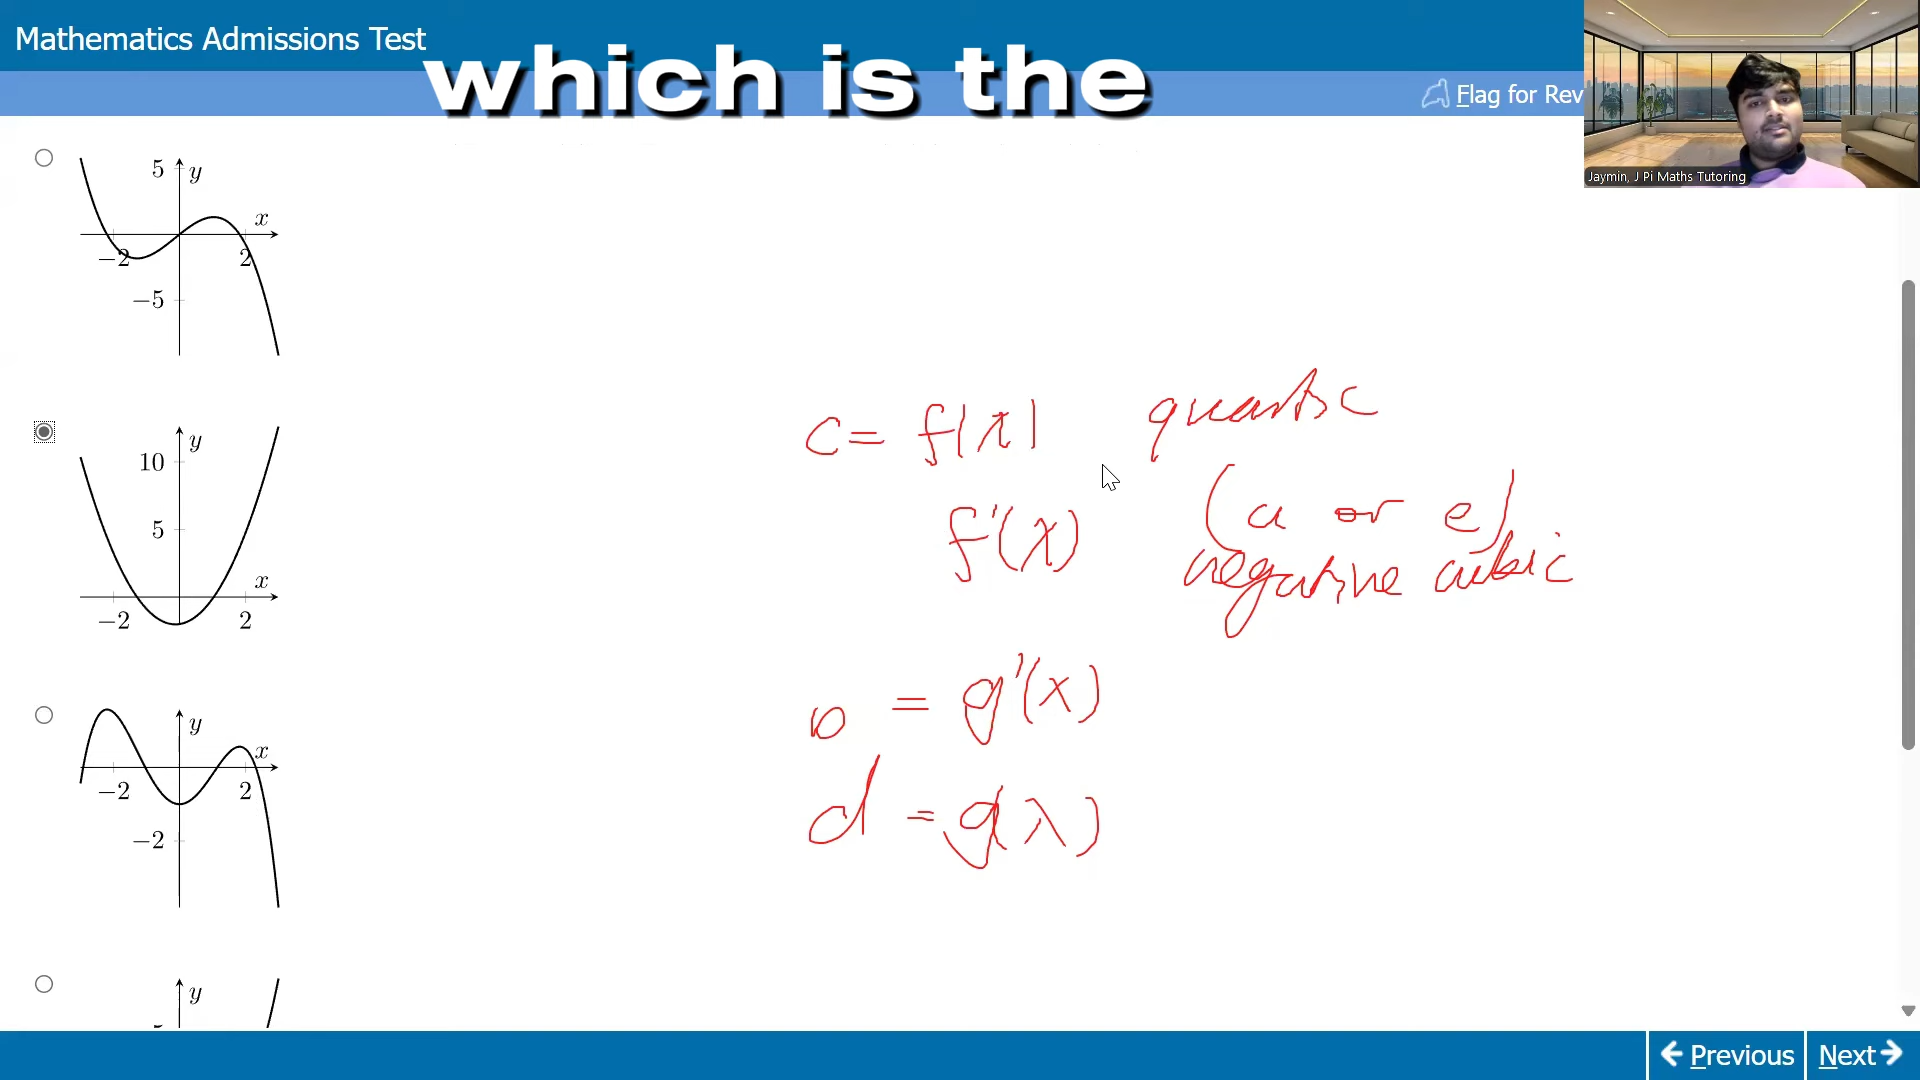 Mathematics Admissions Test
which is the
Flag for Rev
Jaymin, J Pi Maths Tutoring
5
y
x
−2
2
−5
10
y
5
x
−2
2
y
x
−2
2
−2
y
c = f(x) quartic
f'(x) (a or e)
negative cubic
b = g'(x)
d = g(x)
Previous
Next